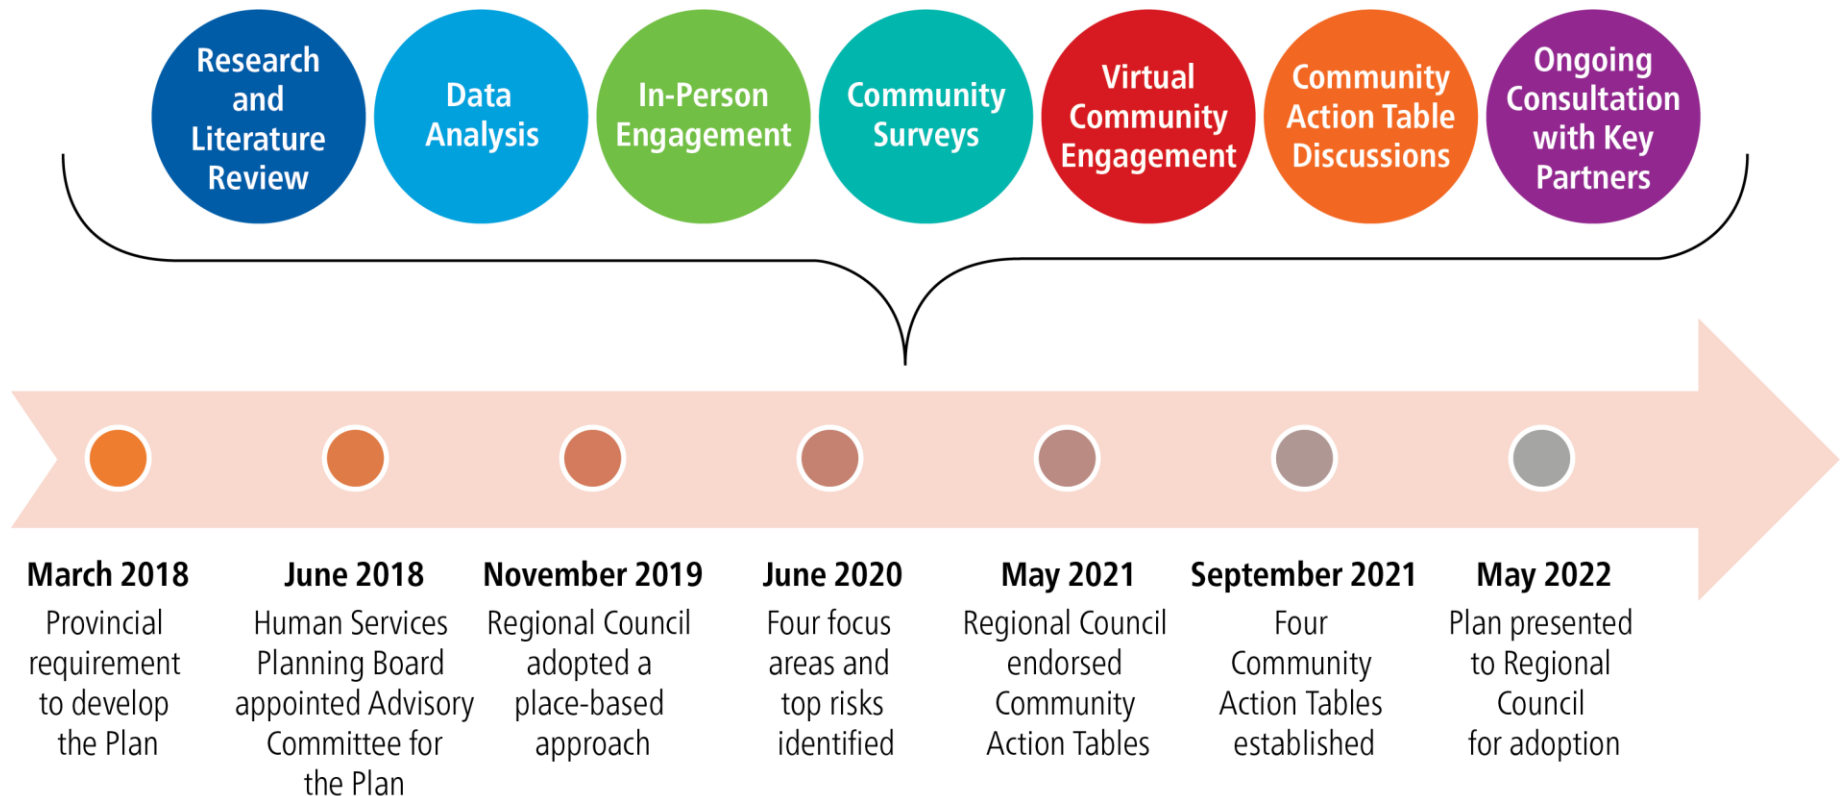 Research
and
Literature
Review
Data
Analysis
In-Person
Engagement
Community
Surveys
Virtual
Community
Engagement
Community
Action Table
Discussions
Ongoing
Consultation
with Key
Partners
March 2018
Provincial
requirement
to develop
the Plan
June 2018
Human Services
Planning Board
appointed Advisory
Committee for
the Plan
November 2019
Regional Council
adopted a
place-based
approach
June 2020
Four focus
areas and
top risks
identified
May 2021
Regional Council
endorsed
Community
Action Tables
September 2021
Four
Community
Action Tables
established
May 2022
Plan presented
to Regional
Council
for adoption